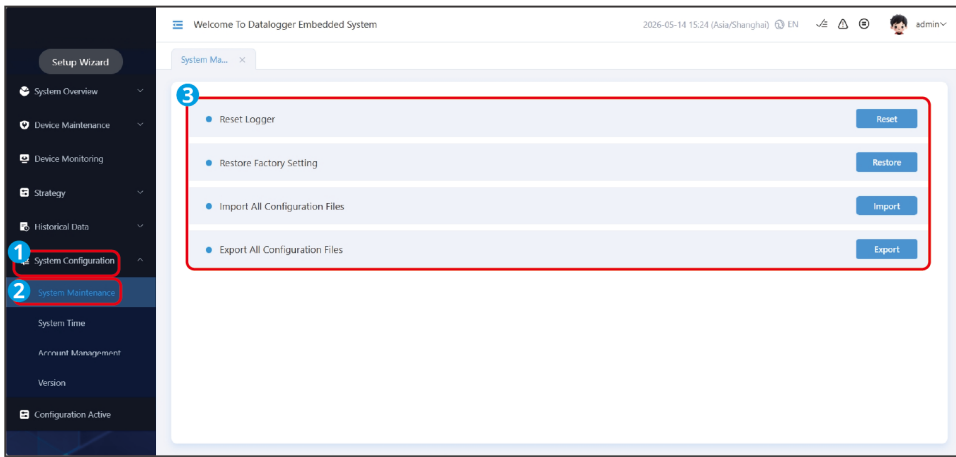 Welcome To Datalogger Embedded System
2026-05-14 15:24 (Asia/Shanghai) EN
admin
Setup Wizard
System Ma...
System Overview
Device Maintenance
Device Monitoring
Strategy
Historical Data
1
System Configuration
2
System Maintenance
System Time
Account Management
Version
Configuration Active
3
Reset Logger
Reset
Restore Factory Setting
Restore
Import All Configuration Files
Import
Export All Configuration Files
Export